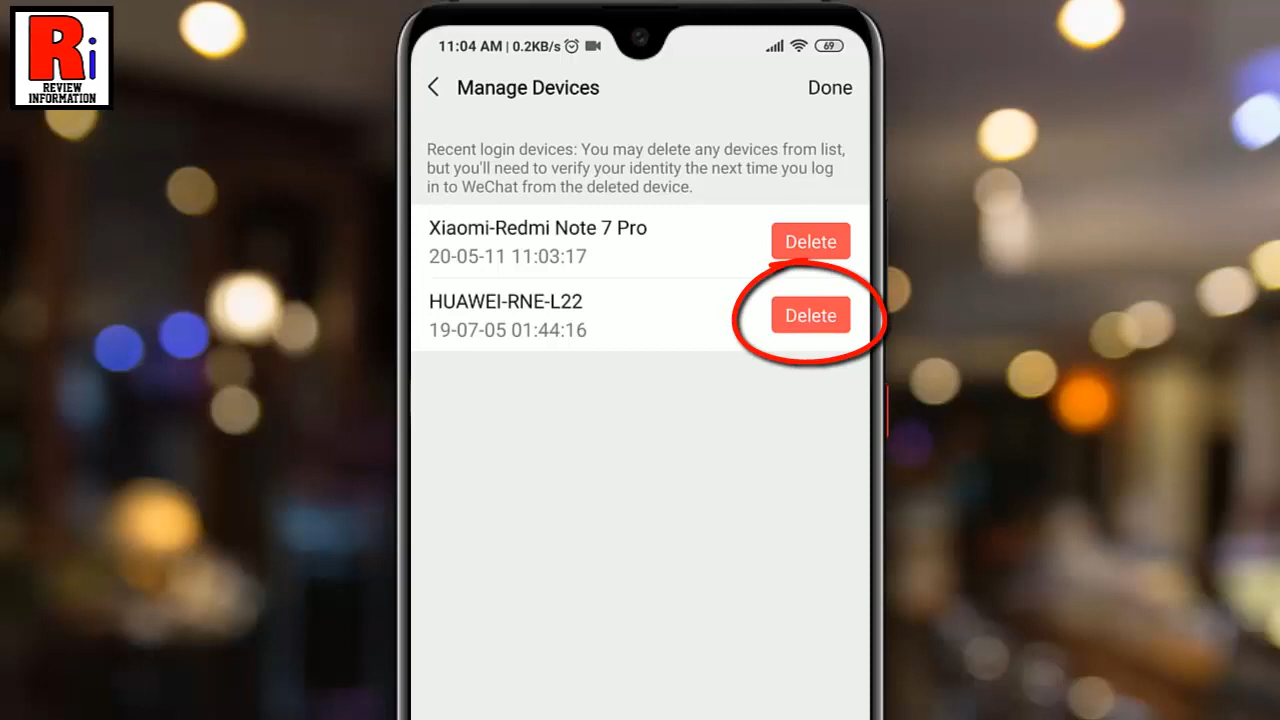 Ri
REVIEW
INFORMATION
11:04 AM | 0.2KB/s
69
Manage Devices
Done
Recent login devices: You may delete any devices from list,
but you'll need to verify your identity the next time you log
in to WeChat from the deleted device.
Xiaomi-Redmi Note 7 Pro
20-05-11 11:03:17
Delete
HUAWEI-RNE-L22
19-07-05 01:44:16
Delete